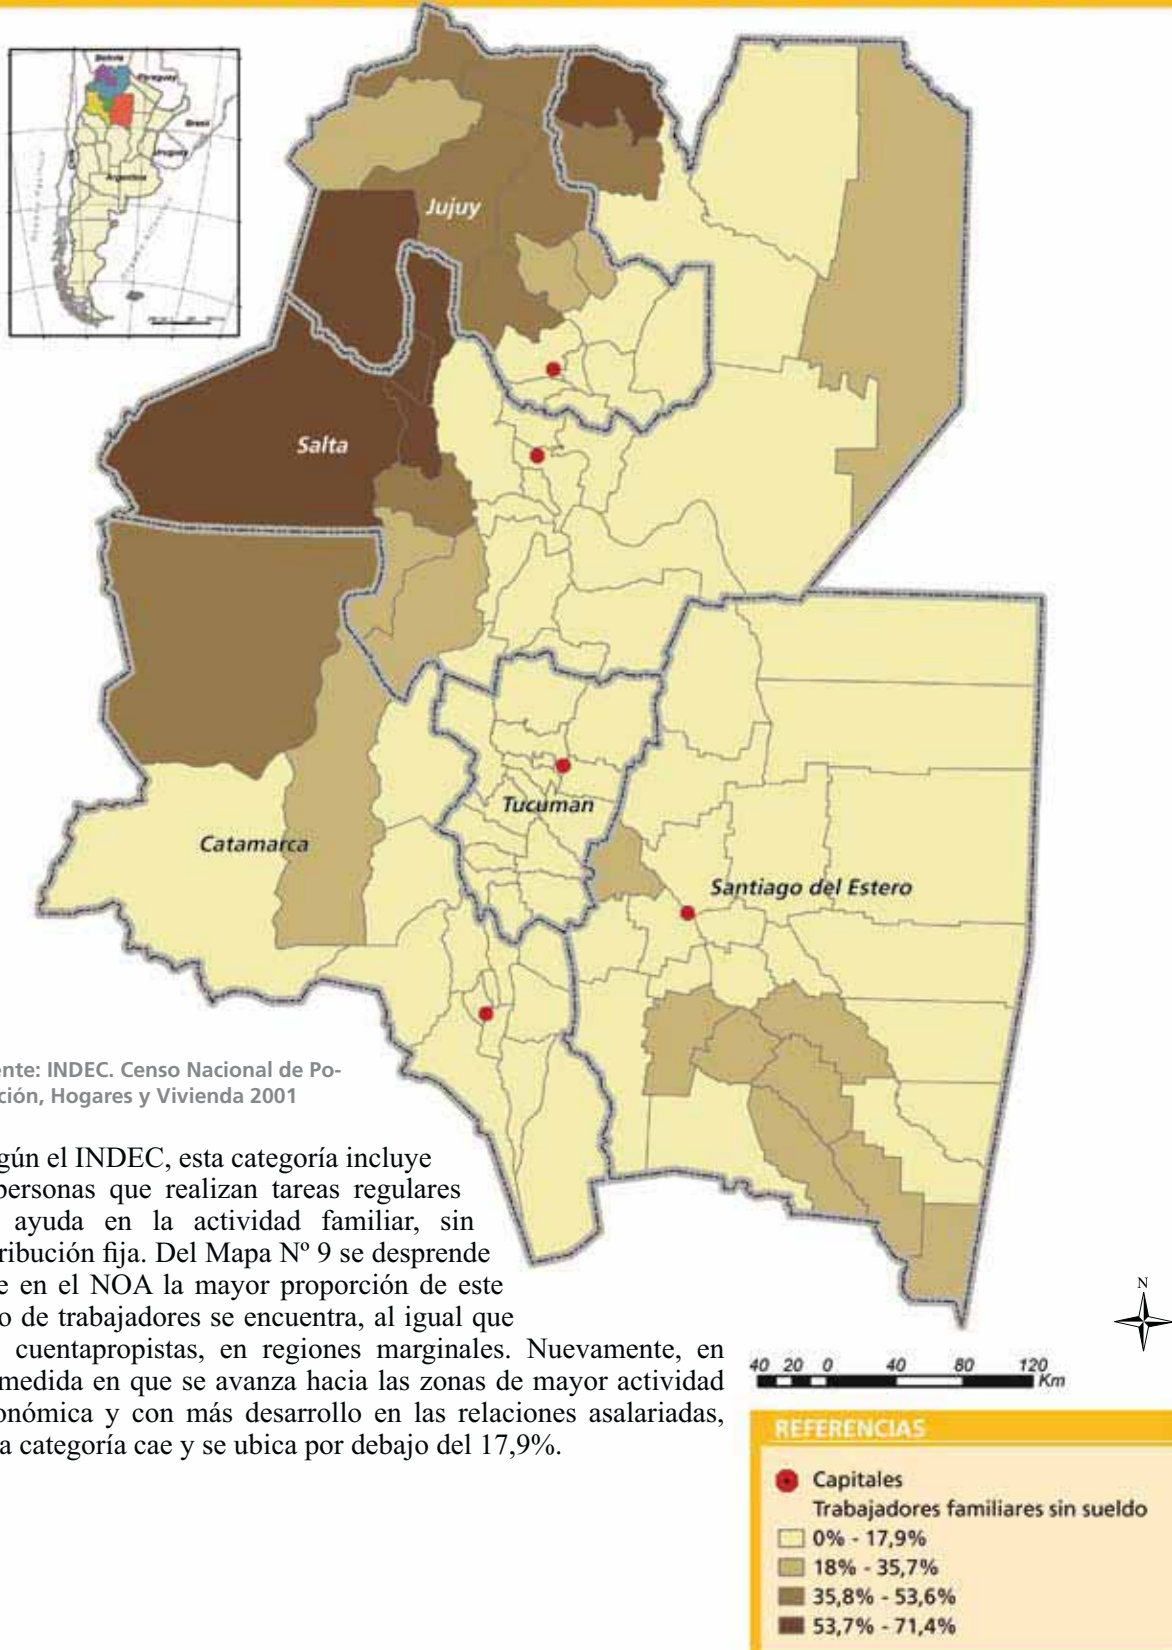 Bolivia
Paraguay
Brasil
Uruguay
Argentina
Jujuy
Salta
Catamarca
Tucuman
Santiago del Estero
ente: INDEC. Censo Nacional de Po-
ción, Hogares y Vivienda 2001
gún el INDEC, esta categoría incluye
personas que realizan tareas regulares
ayuda en la actividad familiar, sin
ribución fija. Del Mapa Nº 9 se desprende
e en el NOA la mayor proporción de este
o de trabajadores se encuentra, al igual que
cuentapropistas, en regiones marginales. Nuevamente, en
medida en que se avanza hacia las zonas de mayor actividad
onómica y con más desarrollo en las relaciones asalariadas,
a categoría cae y se ubica por debajo del 17,9%.
N
40 20 0 40 80 120
Km
REFERENCIAS
Capitales
Trabajadores familiares sin sueldo
0% - 17,9%
18% - 35,7%
35,8% - 53,6%
53,7% - 71,4%